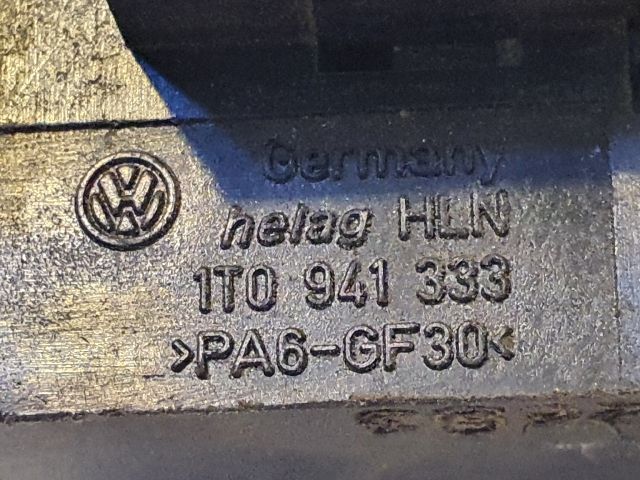 Germany
helag HLN
1T0 941 333
>PA6-GF30<